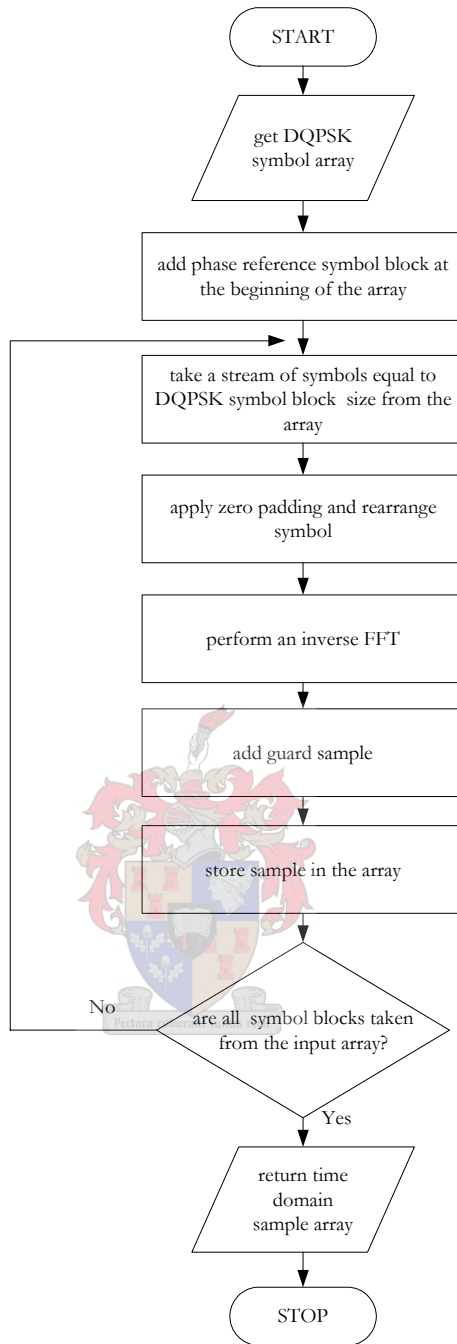 START
get DQPSK
symbol array
add phase reference symbol block at
the beginning of the array
take a stream of symbols equal to
DQPSK symbol block size from the
array
apply zero padding and rearrange
symbol
perform an inverse FFT
add guard sample
store sample in the array
No
are all symbol blocks taken
from the input array?
Pectora
Yes
return time
domain
sample array
STOP